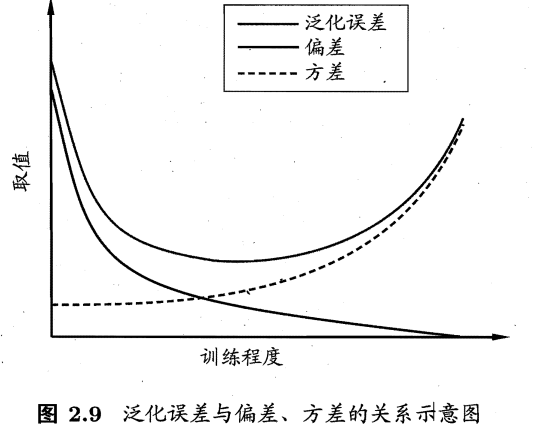 泛化误差
偏差
方差
取值
训练程度
图 2.9 泛化误差与偏差、方差的关系示意图